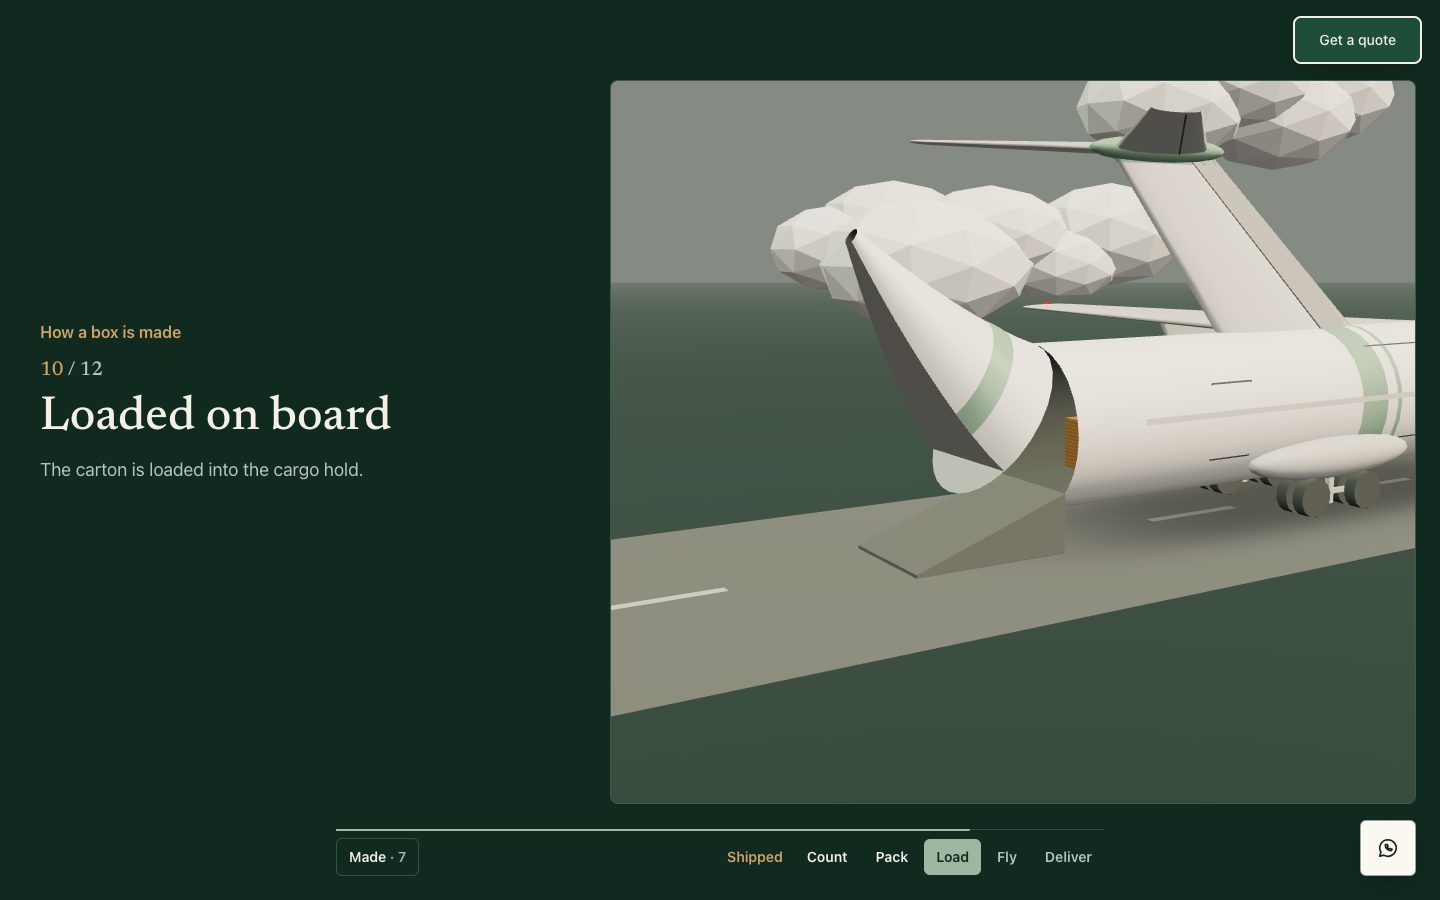 Get a quote
How a box is made
10 / 12
Loaded on board
The carton is loaded into the cargo hold.
Made · 7
Shipped Count Pack Load Fly Deliver